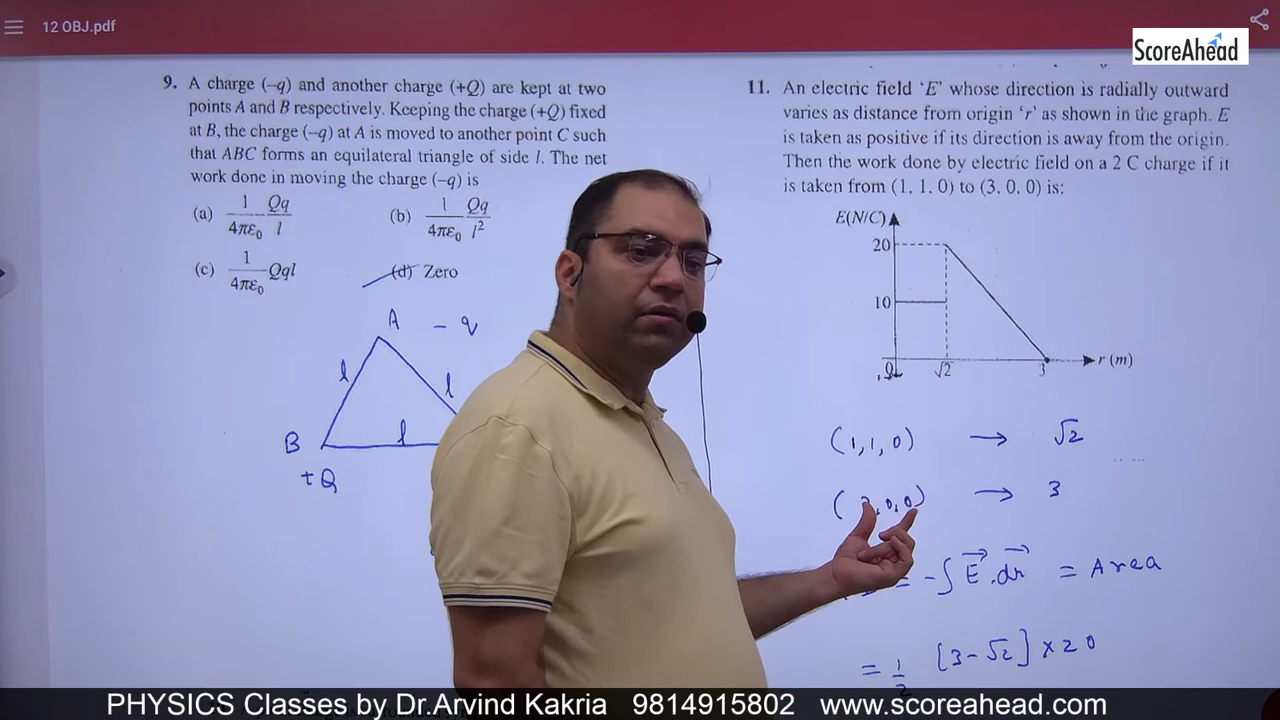 12 OBJ.pdf
ScoreAhead
9. A charge (–q) and another charge (+Q) are kept at two
points A and B respectively. Keeping the charge (+Q) fixed
at B, the charge (–q) at A is moved to another point C such
that ABC forms an equilateral triangle of side l. The net
work done in moving the charge (–q) is
(a) 1/4πε₀ Qq/l (b) 1/4πε₀ Qq/l²
(c) 1/4πε₀ Qql (d) Zero
A – q
l l
B l
+Q
11. An electric field 'E' whose direction is radially outward
varies as distance from origin 'r' as shown in the graph. E
is taken as positive if its direction is away from the origin.
Then the work done by electric field on a 2 C charge if it
is taken from (1, 1, 0) to (3, 0, 0) is:
E(N/C)
20
10
0 √2 3 r (m)
(1,1,0) → √2
( ,0,0) → 3
= -∫ E⃗.dr⃗ = Area
= 1/2 [3-√2] × 20
PHYSICS Classes by Dr.Arvind Kakria 9814915802 www.scoreahead.com